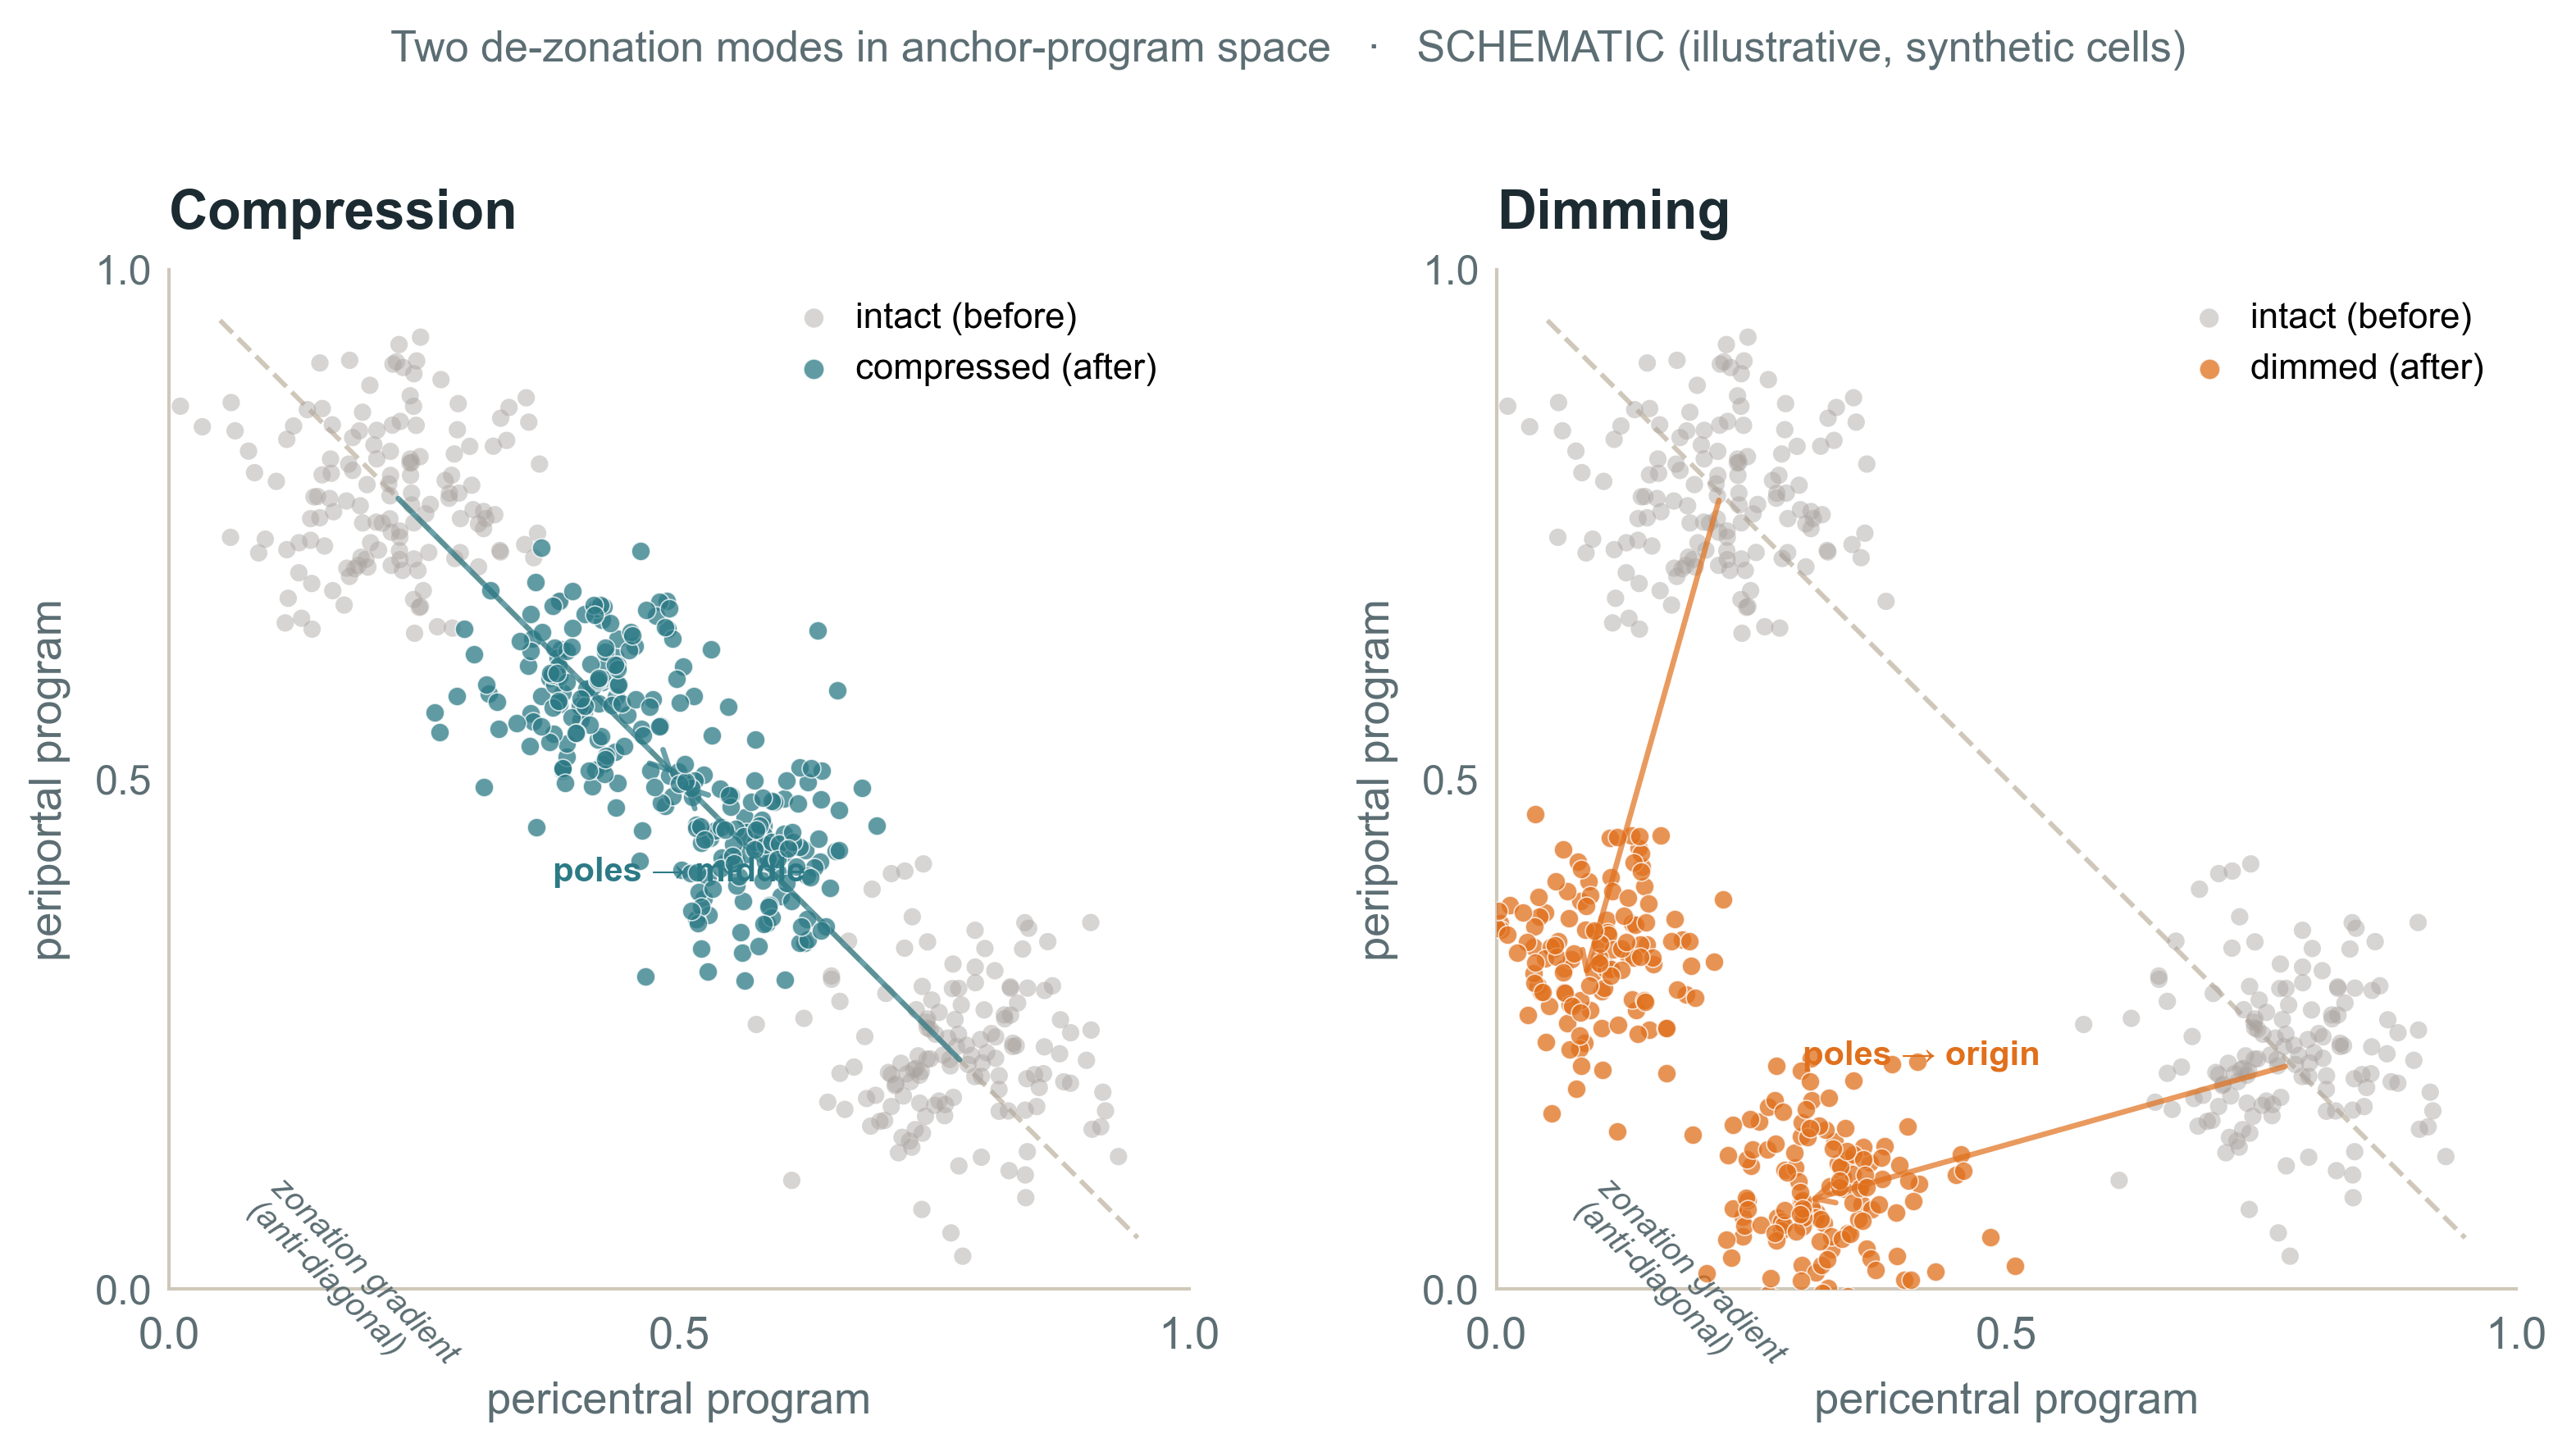 Two de-zonation modes in anchor-program space · SCHEMATIC (illustrative, synthetic cells)
Compression
1.0
0.5
0.0
periportal program
intact (before)
compressed (after)
poles → middle
zonation gradient
(anti-diagonal)
0.0
0.5
1.0
pericentral program
Dimming
1.0
0.5
0.0
periportal program
intact (before)
dimmed (after)
poles → origin
zonation gradient
(anti-diagonal)
0.0
0.5
1.0
pericentral program